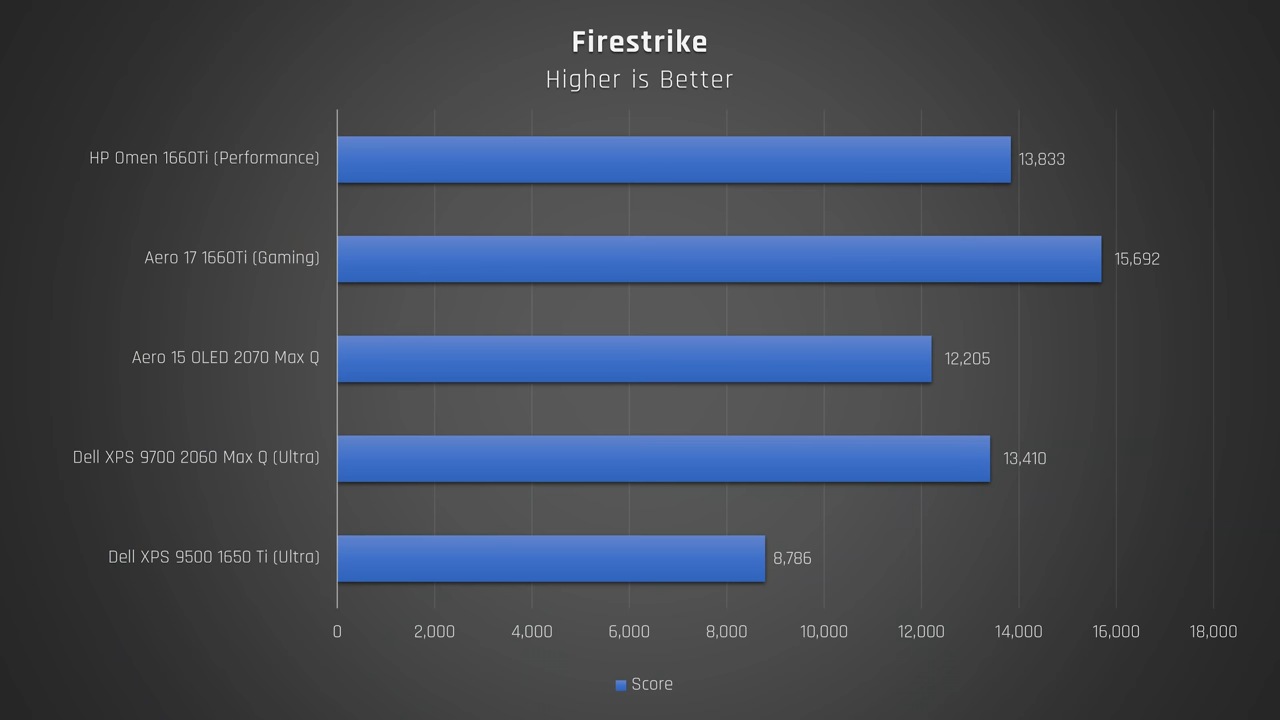 Firestrike
Higher is Better
HP Omen 1660Ti (Performance)
13,833
Aero 17 1660Ti (Gaming)
15,692
Aero 15 OLED 2070 Max Q
12,205
Dell XPS 9700 2060 Max Q (Ultra)
13,410
Dell XPS 9500 1650 Ti (Ultra)
8,786
0 2,000 4,000 6,000 8,000 10,000 12,000 14,000 16,000 18,000
Score